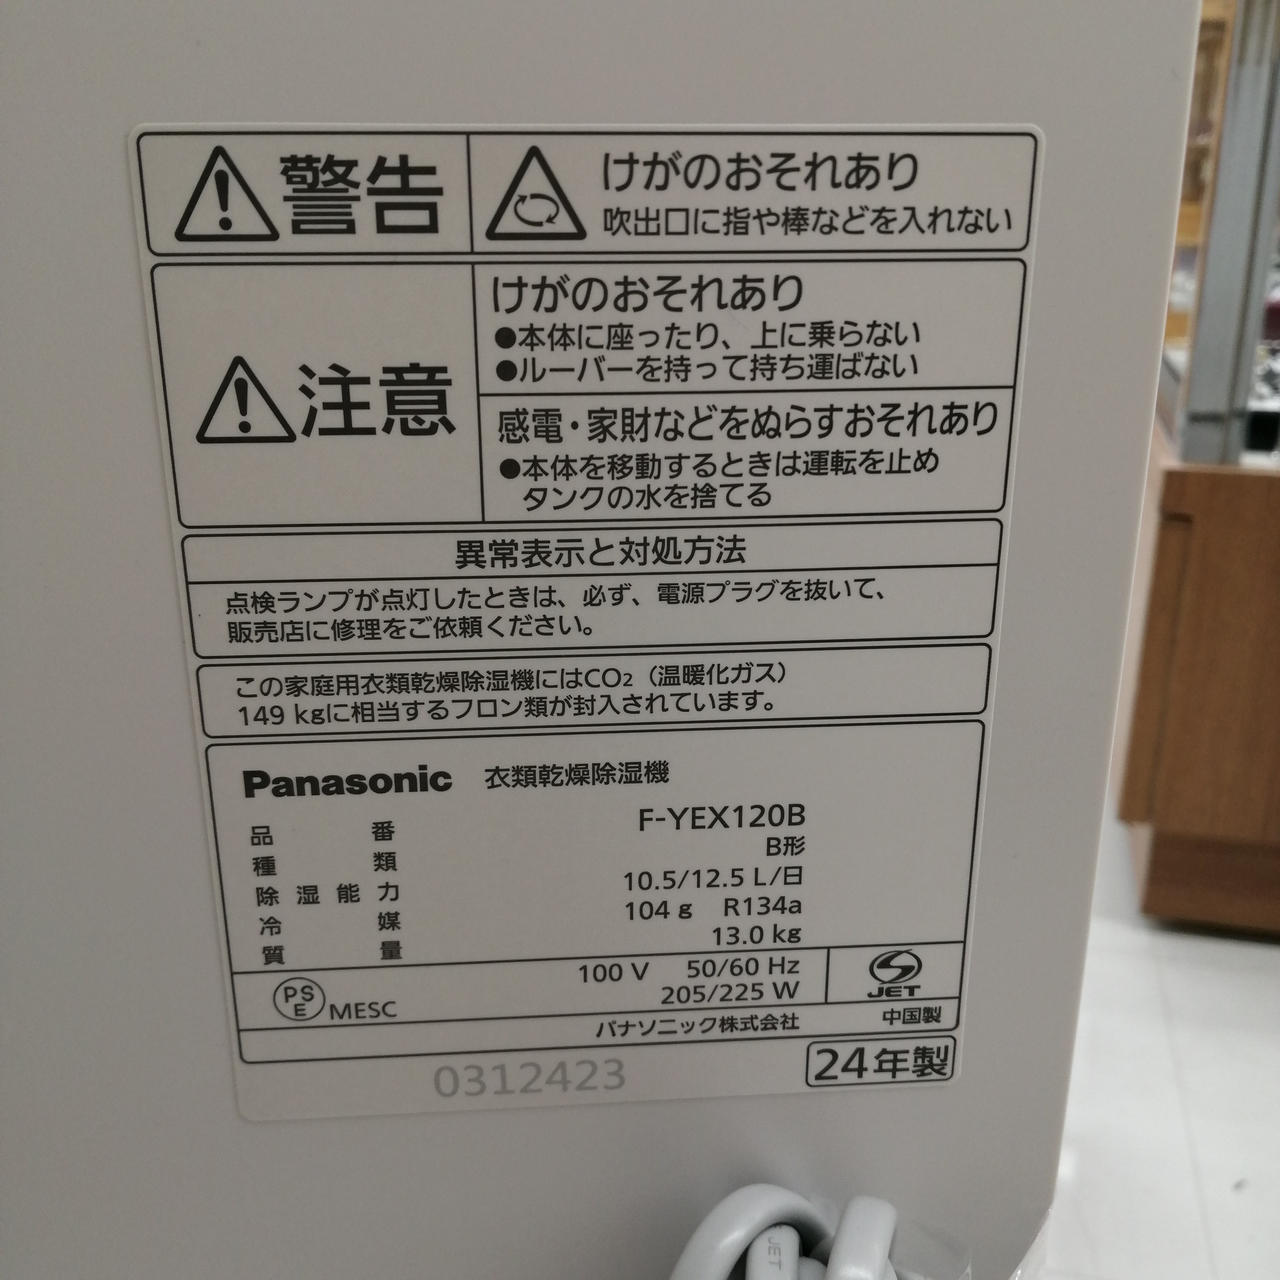 警告
けがのおそれあり
吹出口に指や棒などを入れない
注意
けがのおそれあり
●本体に座ったり、上に乗らない
●ルーバーを持って持ち運ばない
感電・家財などをぬらすおそれあり
●本体を移動するときは運転を止め
タンクの水を捨てる
異常表示と対処方法
点検ランプが点灯したときは、必ず、電源プラグを抜いて、
販売店に修理をご依頼ください。
この家庭用衣類乾燥除湿機にはCO₂（温暖化ガス）
149 kgに相当するフロン類が封入されています。
Panasonic 衣類乾燥除湿機
品番 F-YEX120B
種類 B形
除湿能力 10.5/12.5 L/日
冷媒 104 g R134a
質量 13.0 kg
100 V 50/60 Hz
205/225 W
PSE MESC
JET
パナソニック株式会社 中国製
0312423
24年製
JET